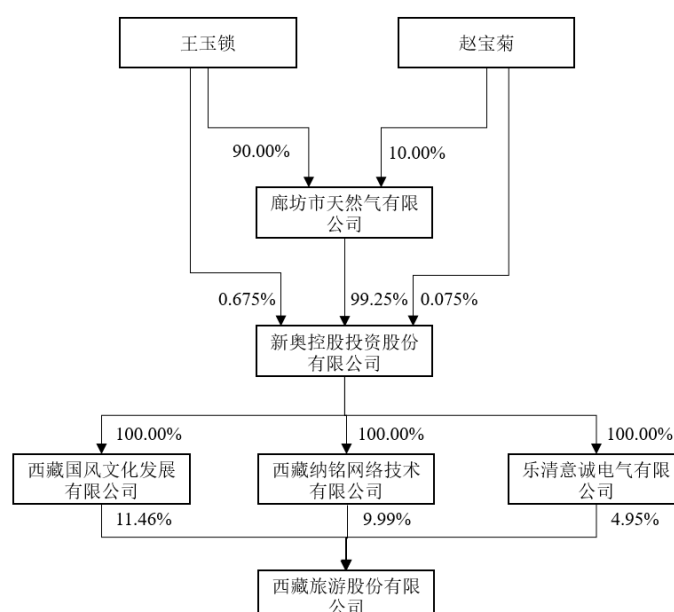 王玉锁
赵宝菊
90.00%
10.00%
廊坊市天然气有限
公司
0.675%
99.25%
0.075%
新奥控股投资股份
有限公司
100.00%
100.00%
100.00%
西藏国风文化发展
有限公司
西藏纳铭网络技术
有限公司
乐清意诚电气有限
公司
11.46%
9.99%
4.95%
西藏旅游股份有限
公司